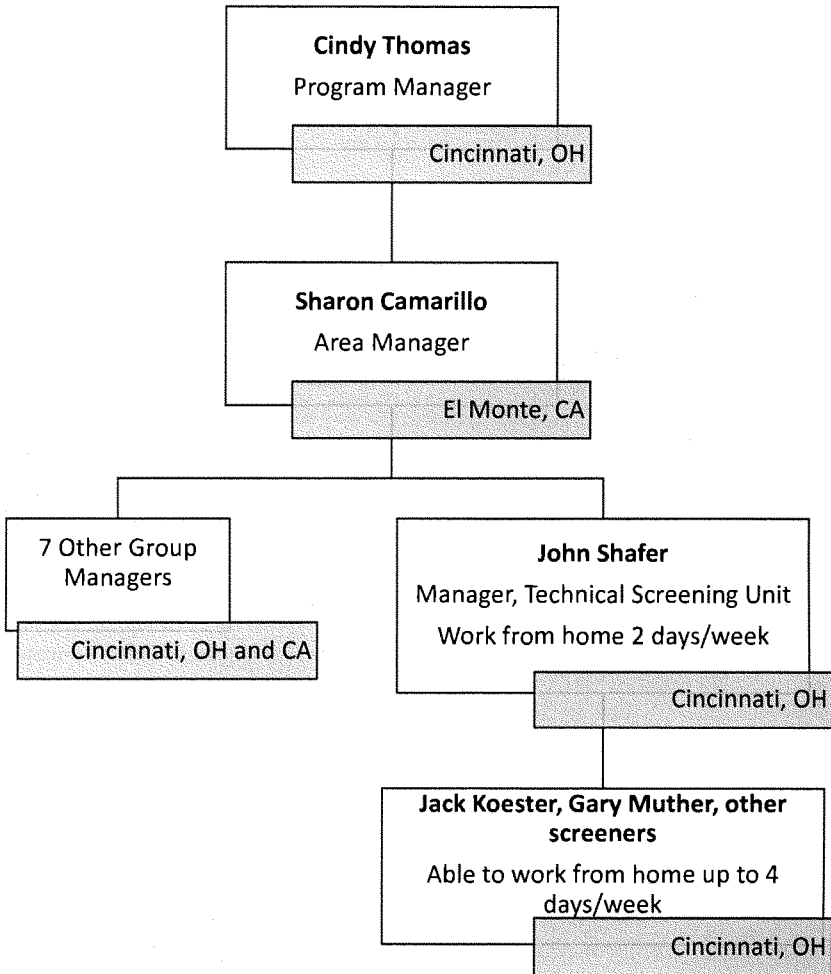 Cindy Thomas
Program Manager
Cincinnati, OH
Sharon Camarillo
Area Manager
El Monte, CA
7 Other Group
Managers
Cincinnati, OH and CA
John Shafer
Manager, Technical Screening Unit
Work from home 2 days/week
Cincinnati, OH
Jack Koester, Gary Muther, other
screeners
Able to work from home up to 4
days/week
Cincinnati, OH